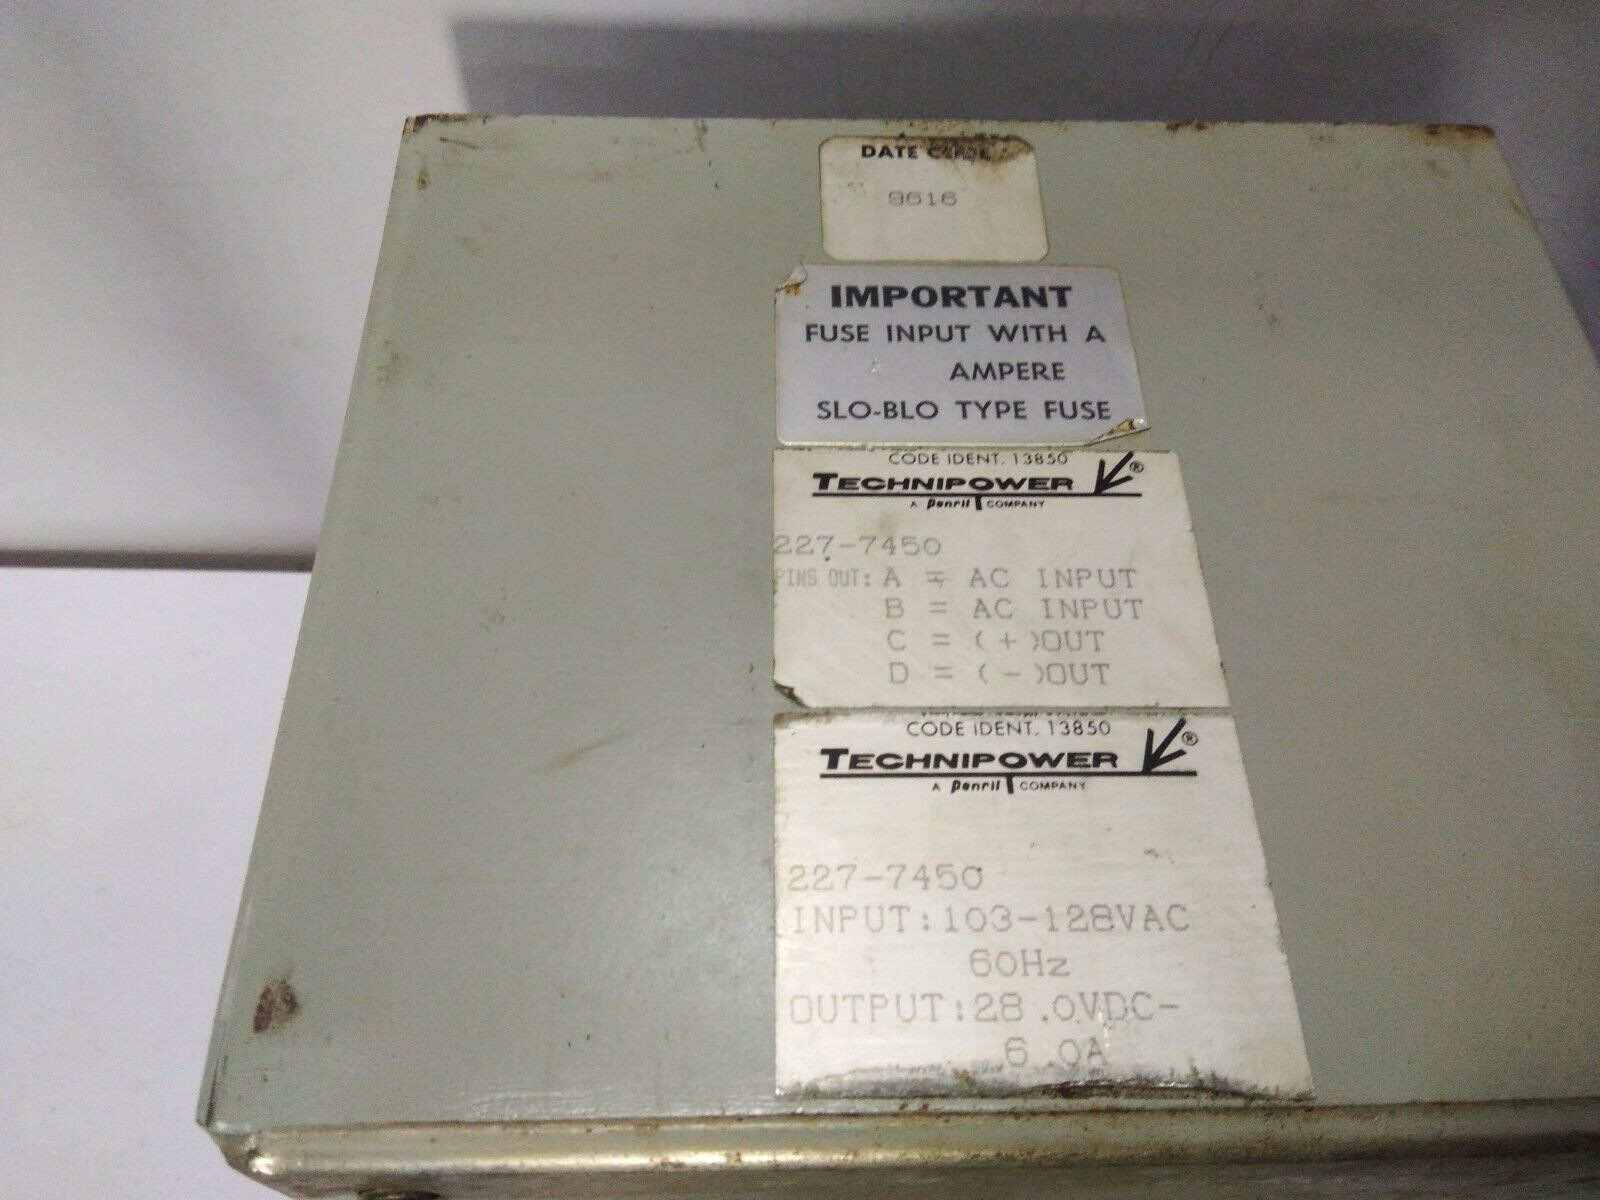 DATE CODE
9616
IMPORTANT
FUSE INPUT WITH A
AMPERE
SLO-BLO TYPE FUSE
CODE IDENT. 13850
TECHNIPOWER ®
A Penril COMPANY
227-7450
PINS OUT: A = AC INPUT
B = AC INPUT
C = (+)OUT
D = (-)OUT
CODE IDENT. 13850
TECHNIPOWER ®
A Penril COMPANY
227-7450
INPUT:103-128VAC
60Hz
OUTPUT:28.0VDC-
6.0A